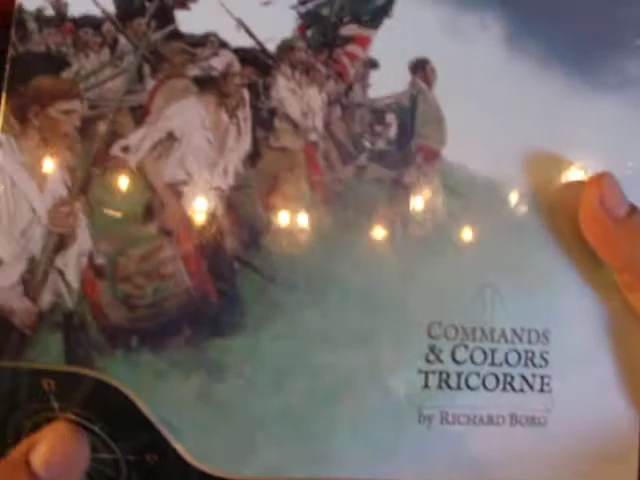 COMMANDS
& COLORS
TRICORNE
by RICHARD BORG